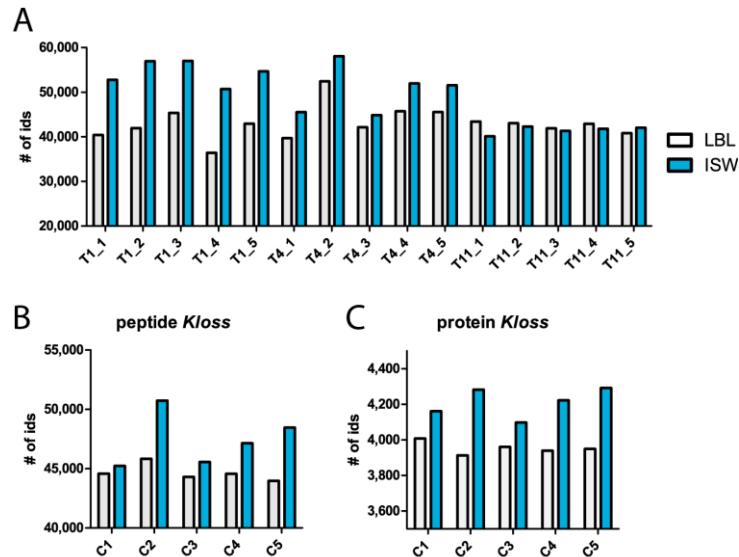 A
60,000
50,000
40,000
30,000
20,000
# of ids
T1_1
T1_2
T1_3
T1_4
T1_5
T4_1
T4_2
T4_3
T4_4
T4_5
T11_1
T11_2
T11_3
T11_4
T11_5
LBL
ISW
B
peptide Kloss
55,000
50,000
45,000
40,000
# of ids
C1
C2
C3
C4
C5
C
protein Kloss
4,400
4,200
4,000
3,800
3,600
# of ids
C1
C2
C3
C4
C5